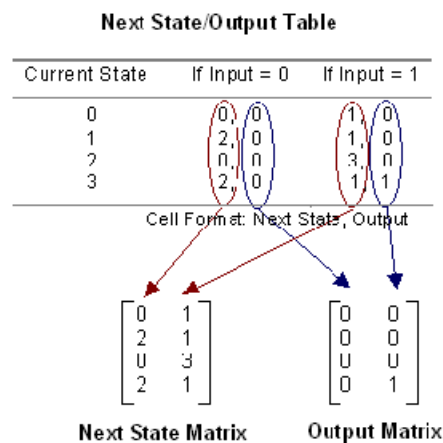 Next State/Output Table
Current State If Input = 0 If Input = 1
0 0, 0 1, 0
1 2, 0 1, 0
2 0, 0 3, 0
3 2, 0 1, 1
Cell Format: Next State, Output
0 1 0 0
2 1 0 0
0 3 0 0
2 1 0 1
Next State Matrix Output Matrix